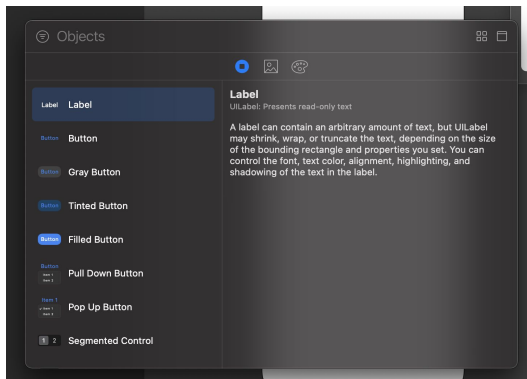 Objects
Label Label
Button Button
Button Gray Button
Button Tinted Button
Button Filled Button
Button
Item 1
Item 2
Pull Down Button
Item 1
Pop Up Button
1 2 Segmented Control
Label
UILabel: Presents read-only text
A label can contain an arbitrary amount of text, but UILabel
may shrink, wrap, or truncate the text, depending on the size
of the bounding rectangle and properties you set. You can
control the font, text color, alignment, highlighting, and
shadowing of the text in the label.